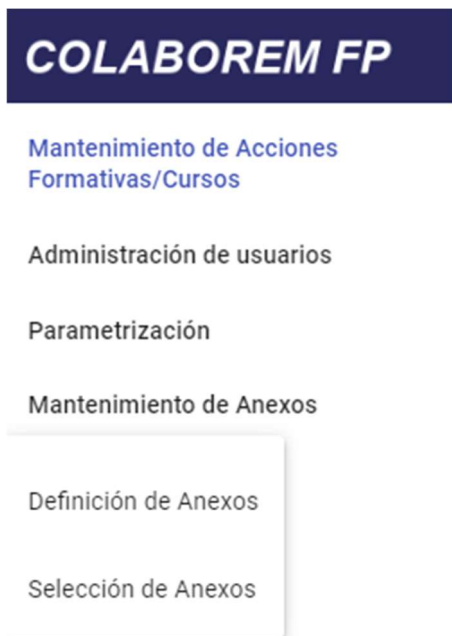 COLABOREM FP
Mantenimiento de Acciones
Formativas/Cursos
Administración de usuarios
Parametrización
Mantenimiento de Anexos
Definición de Anexos
Selección de Anexos